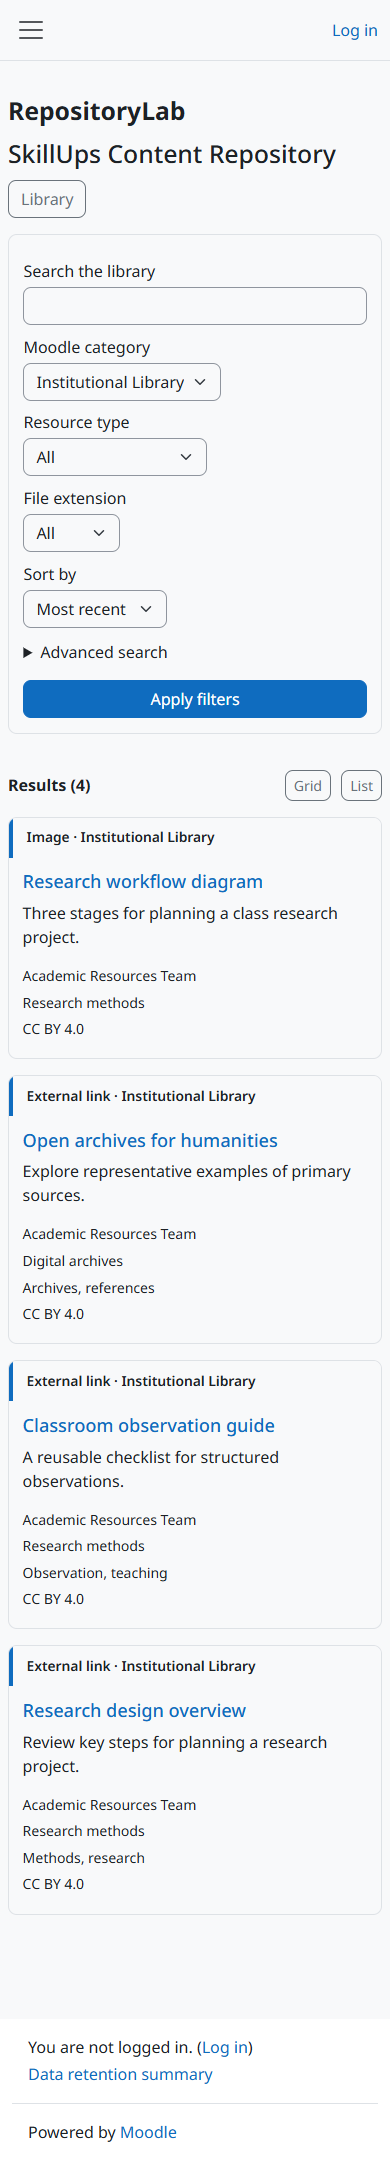 Log in
RepositoryLab
SkillUps Content Repository
Library
Search the library
Moodle category
Institutional Library
Resource type
All
File extension
All
Sort by
Most recent
Advanced search
Apply filters
Results (4)
Grid
List
Image · Institutional Library
Research workflow diagram
Three stages for planning a class research
project.
Academic Resources Team
Research methods
CC BY 4.0
External link · Institutional Library
Open archives for humanities
Explore representative examples of primary
sources.
Academic Resources Team
Digital archives
Archives, references
CC BY 4.0
External link · Institutional Library
Classroom observation guide
A reusable checklist for structured
observations.
Academic Resources Team
Research methods
Observation, teaching
CC BY 4.0
External link · Institutional Library
Research design overview
Review key steps for planning a research
project.
Academic Resources Team
Research methods
Methods, research
CC BY 4.0
You are not logged in. (Log in)
Data retention summary
Powered by Moodle